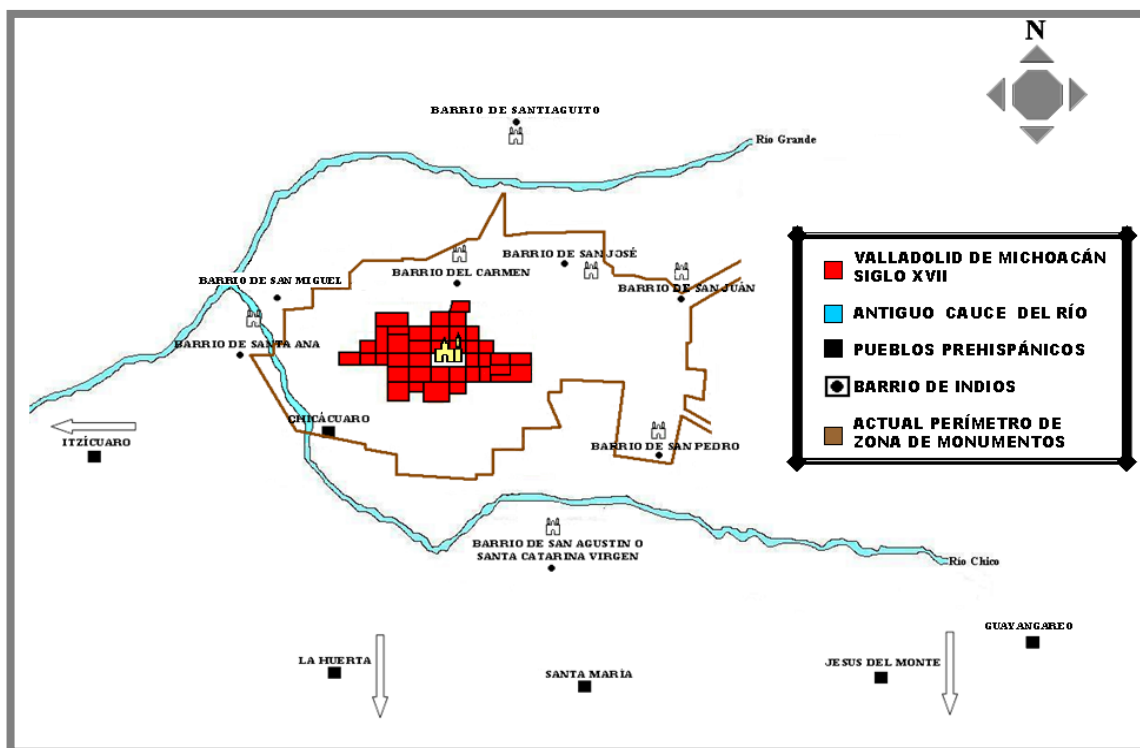 N
BARRIO DE SANTIAGUITO
Río Grande
BARRIO DE SAN JOSÉ
BARRIO DEL CARMEN
BARRIO DE SAN MIGUEL
BARRIO DE SAN JUÁN
BARRIO DE SANTA ANA
CHICÁCUARO
ITZÍCUARO
BARRIO DE SAN PEDRO
BARRIO DE SAN AGUSTIN O
SANTA CATARINA VIRGEN
Río Chico
GUAYANGAREO
LA HUERTA
SANTA MARÍA
JESUS DEL MONTE
VALLADOLID DE MICHOACÁN
SIGLO XVII
ANTIGUO CAUCE DEL RÍO
PUEBLOS PREHISPÁNICOS
BARRIO DE INDIOS
ACTUAL PERÍMETRO DE
ZONA DE MONUMENTOS